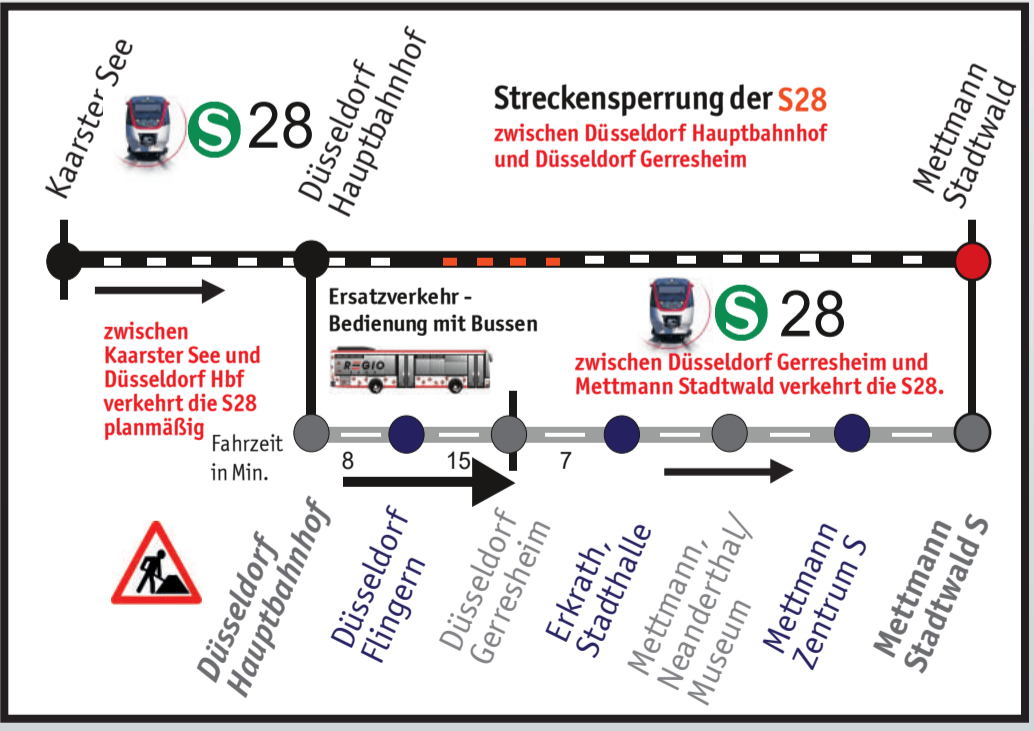 Kaarster See
S 28
Düsseldorf
Hauptbahnhof
Streckensperrung der S28
zwischen Düsseldorf Hauptbahnhof
und Düsseldorf Gerresheim
Mettmann
Stadtwald
zwischen
Kaarster See und
Düsseldorf Hbf
verkehrt die S28
planmäßig
Ersatzverkehr -
Bedienung mit Bussen
REGIO
S 28
zwischen Düsseldorf Gerresheim und
Mettmann Stadtwald verkehrt die S28.
Fahrzeit
in Min.
8
15
7
Düsseldorf
Hauptbahnhof
Düsseldorf
Flingern
Düsseldorf
Gerresheim
Erkrath,
Stadthalle
Mettmann,
Neanderthal/
Museum
Mettmann
Zentrum S
Mettmann
Stadtwald S